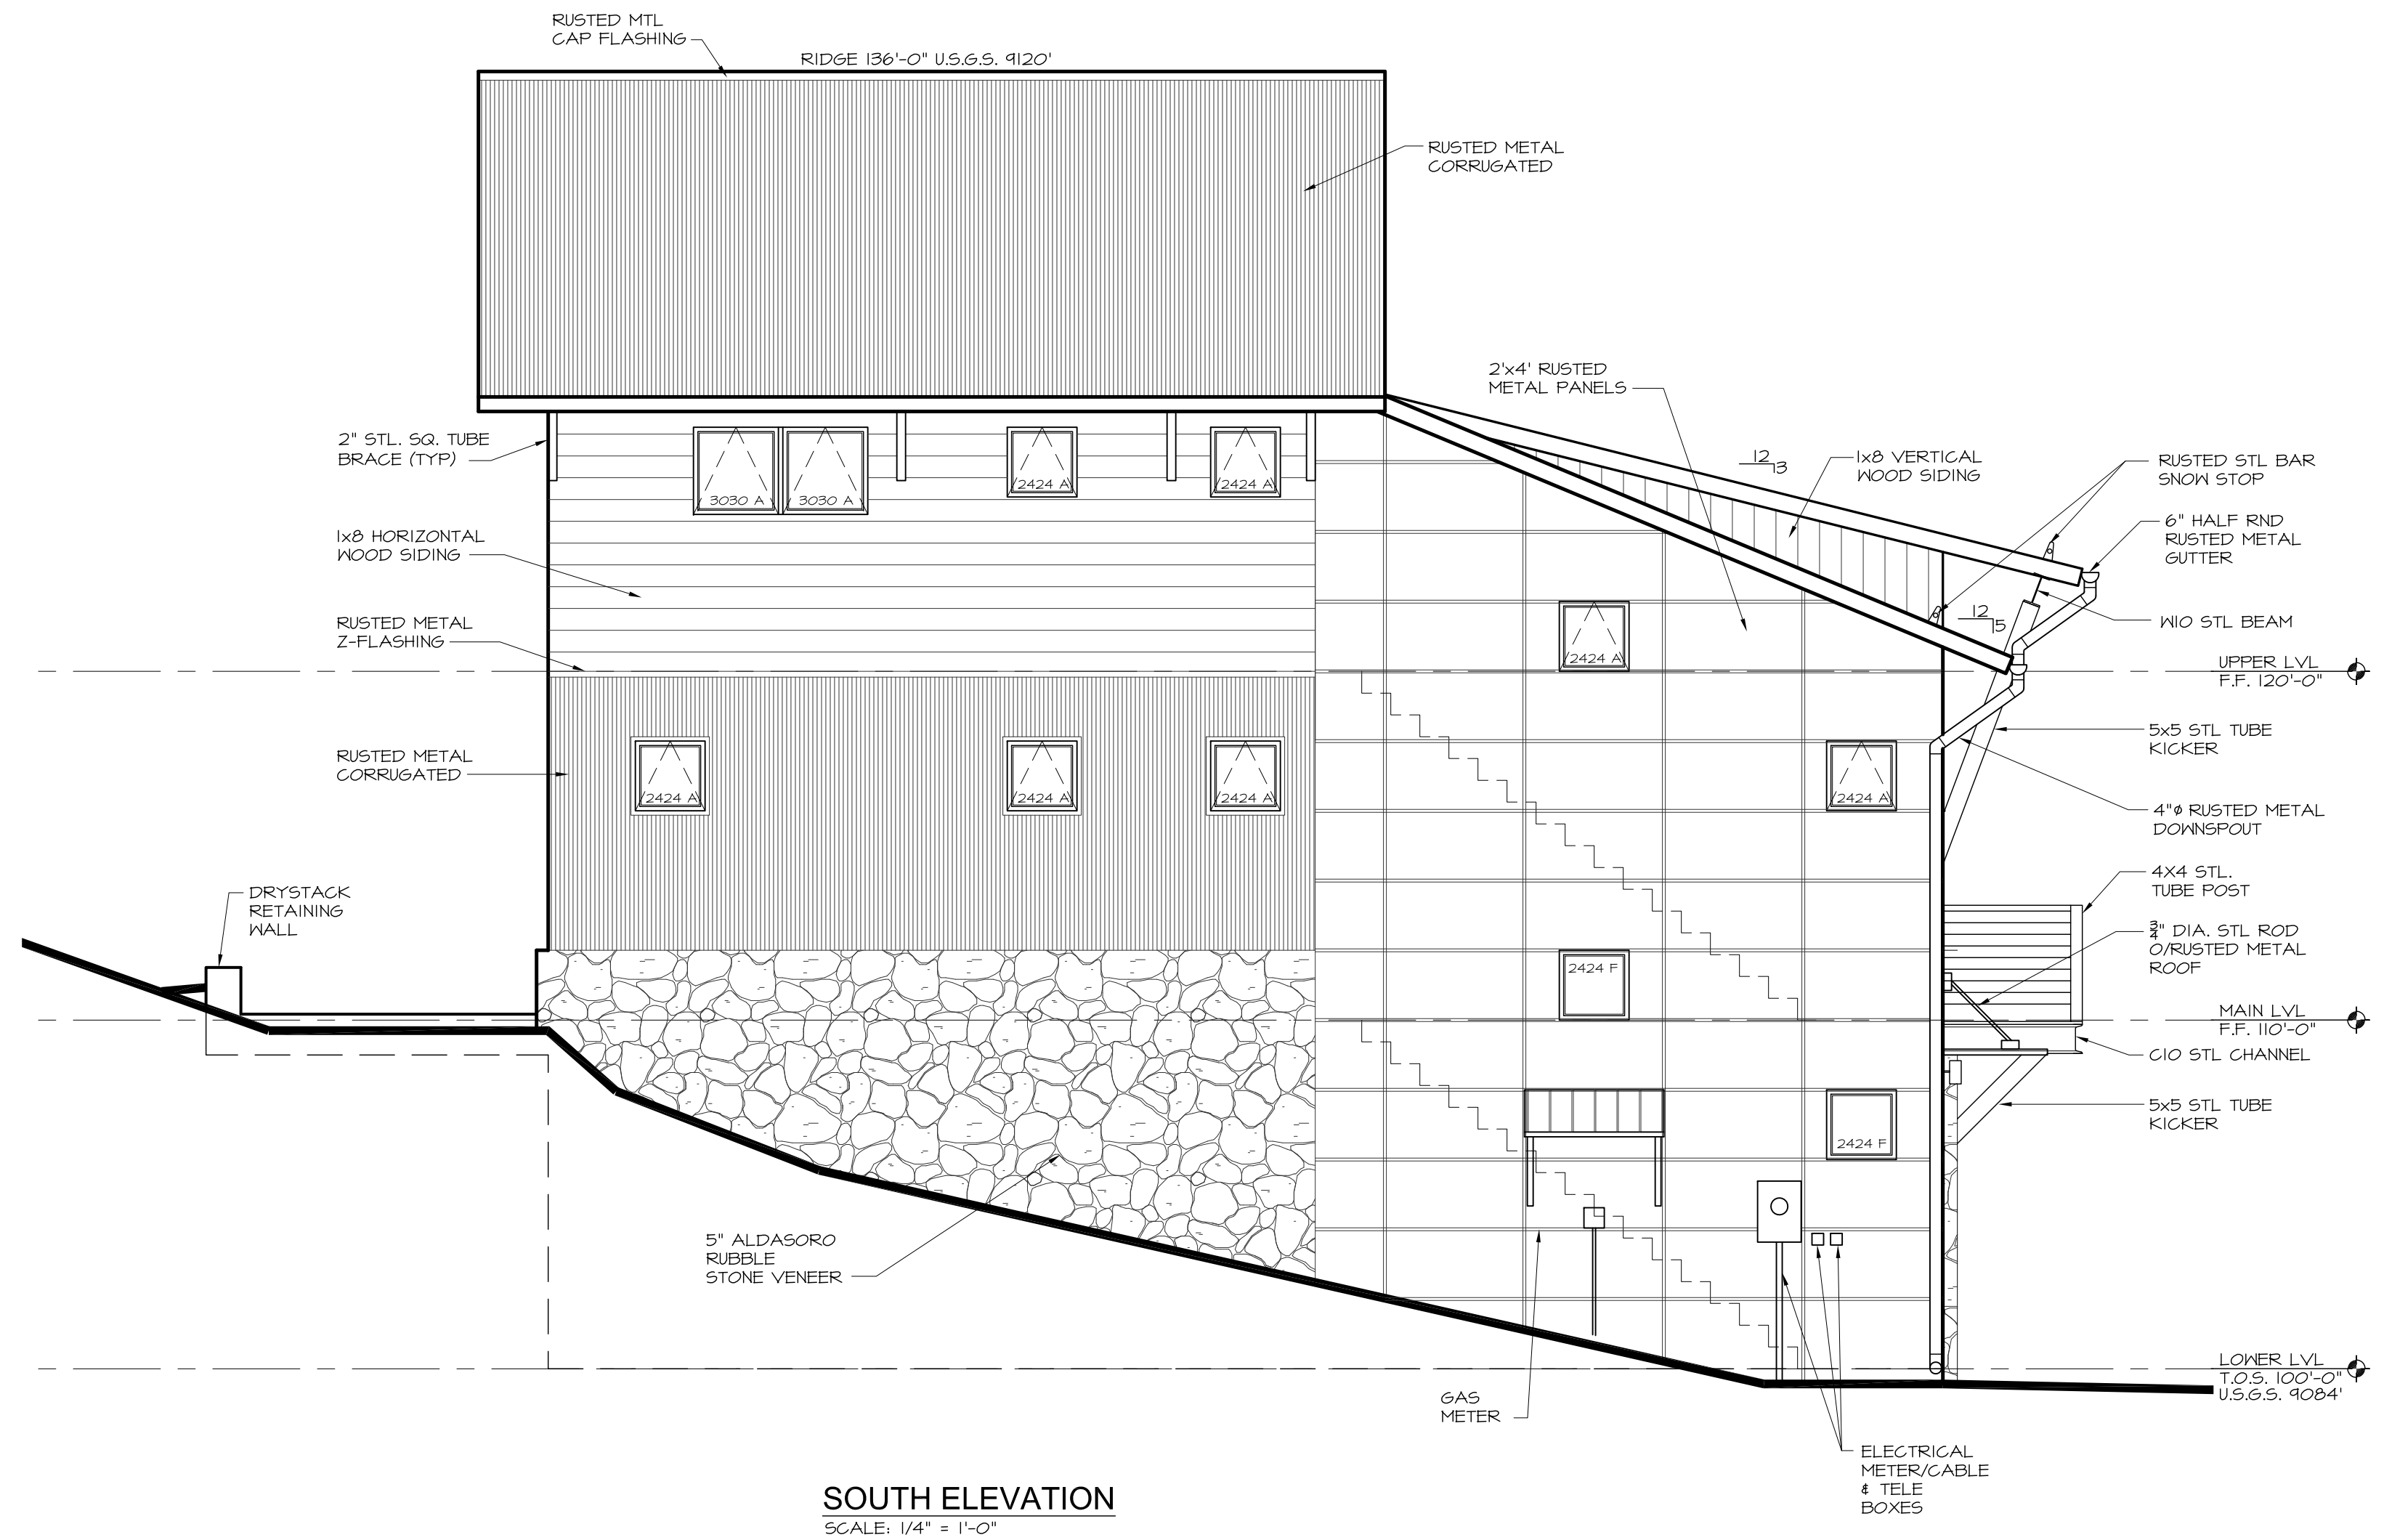 RUSTED MTL
CAP FLASHING
RIDGE 136'-0" U.S.G.S. 9120'
RUSTED METAL
CORRUGATED
2'x4' RUSTED
METAL PANELS
2" STL. SQ. TUBE
BRACE (TYP)
3030 A
3030 A
2424 A
2424 A
12
3
1x8 VERTICAL
WOOD SIDING
RUSTED STL BAR
SNOW STOP
6" HALF RND
RUSTED METAL
GUTTER
1x8 HORIZONTAL
WOOD SIDING
12
5
W10 STL BEAM
RUSTED METAL
Z-FLASHING
2424 A
UPPER LVL
F.F. 120'-0"
5x5 STL TUBE
KICKER
RUSTED METAL
CORRUGATED
2424 A
2424 A
2424 A
2424 A
4"ø RUSTED METAL
DOWNSPOUT
4X4 STL.
TUBE POST
DRYSTACK
RETAINING
WALL
3/4" DIA. STL ROD
O/RUSTED METAL
ROOF
2424 F
MAIN LVL
F.F. 110'-0"
C10 STL CHANNEL
5x5 STL TUBE
KICKER
2424 F
5" ALDASORO
RUBBLE
STONE VENEER
LOWER LVL
T.O.S. 100'-0"
U.S.G.S. 9084'
GAS
METER
ELECTRICAL
METER/CABLE
& TELE
BOXES
SOUTH ELEVATION
SCALE: 1/4" = 1'-0"